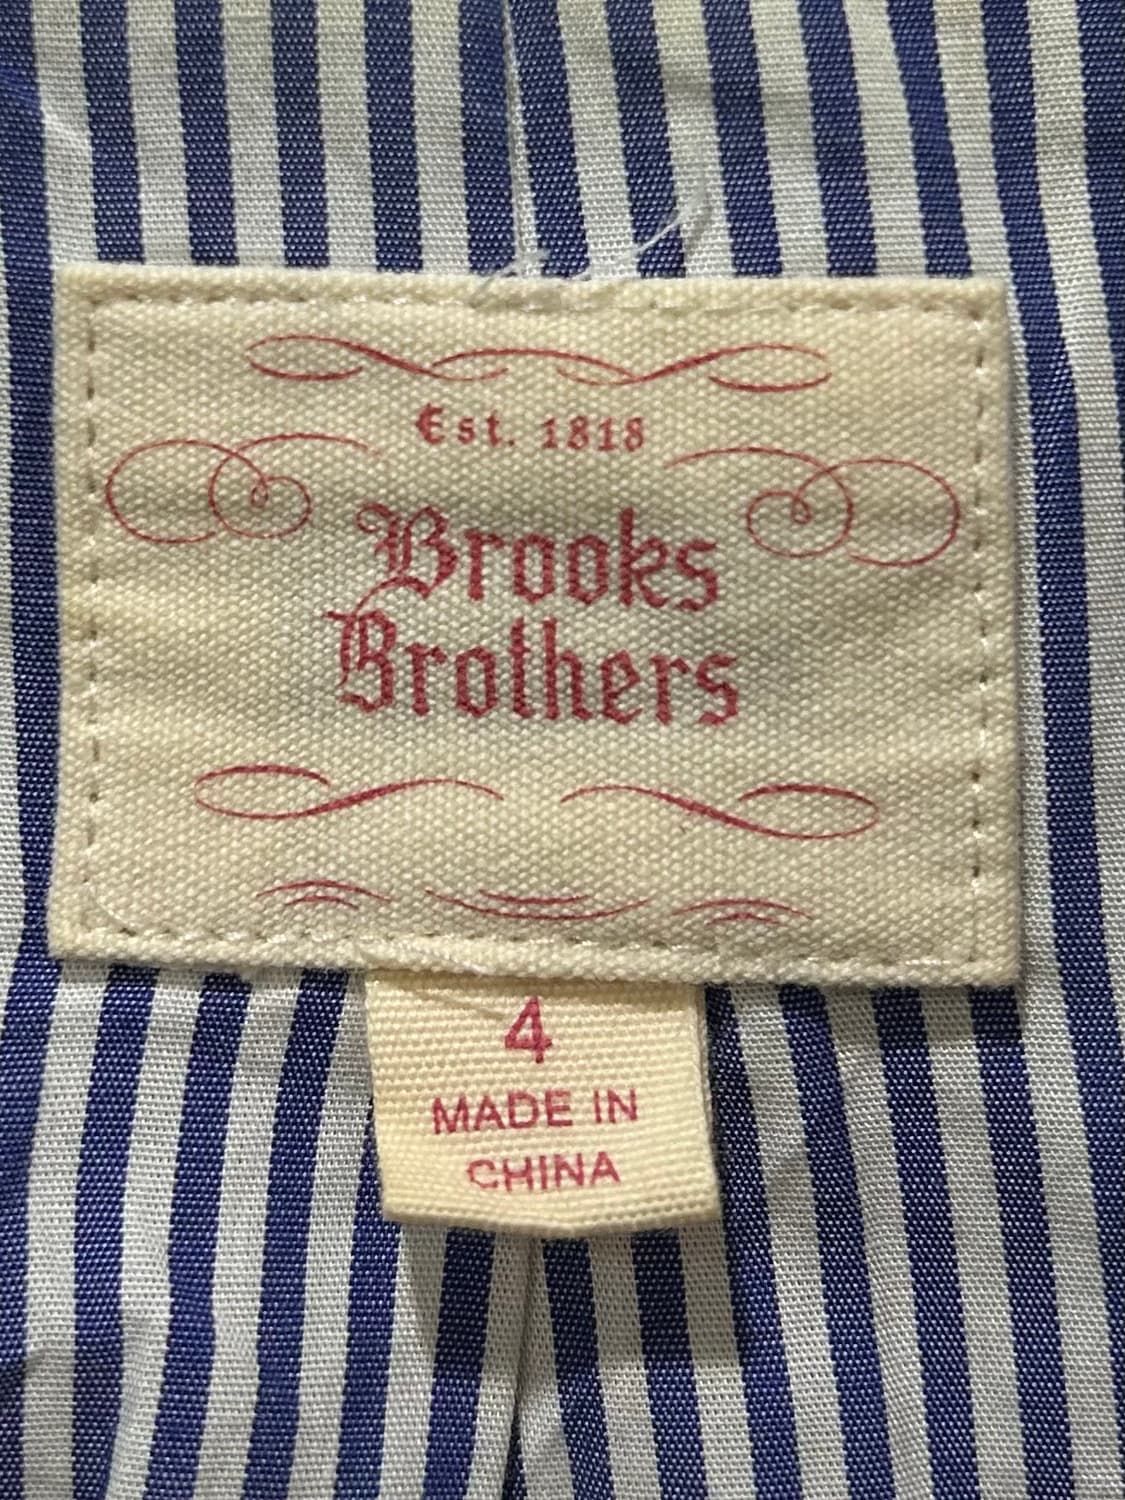 Est. 1818
Brooks
Brothers
4
MADE IN
CHINA